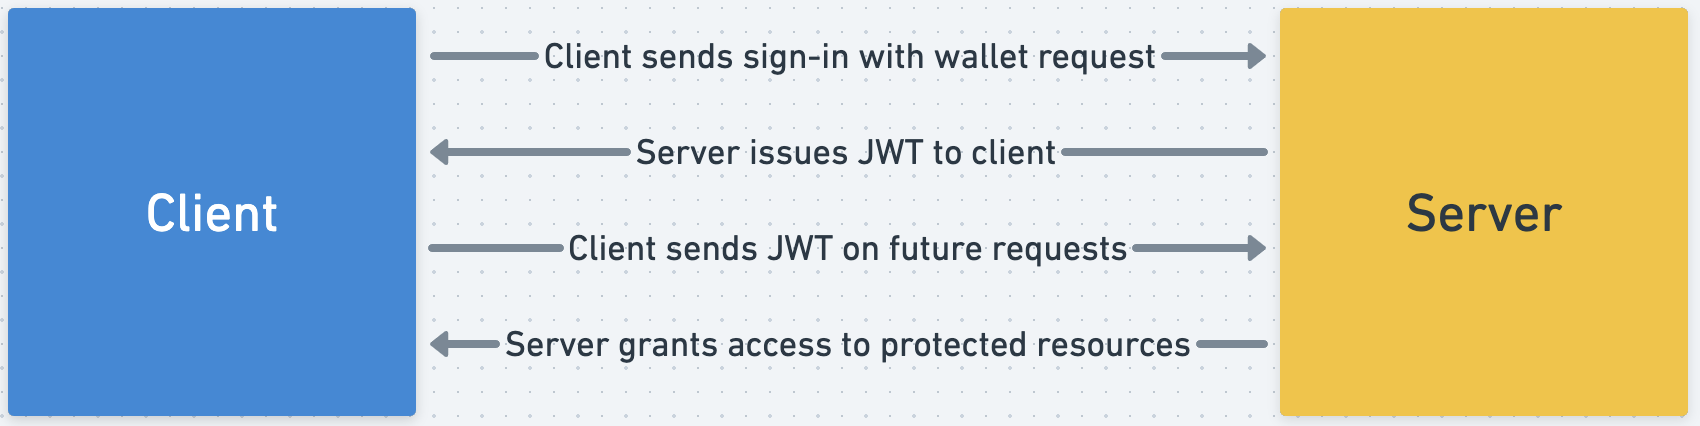 Client sends sign-in with wallet request
Server issues JWT to client
Client
Server
Client sends JWT on future requests
Server grants access to protected resources